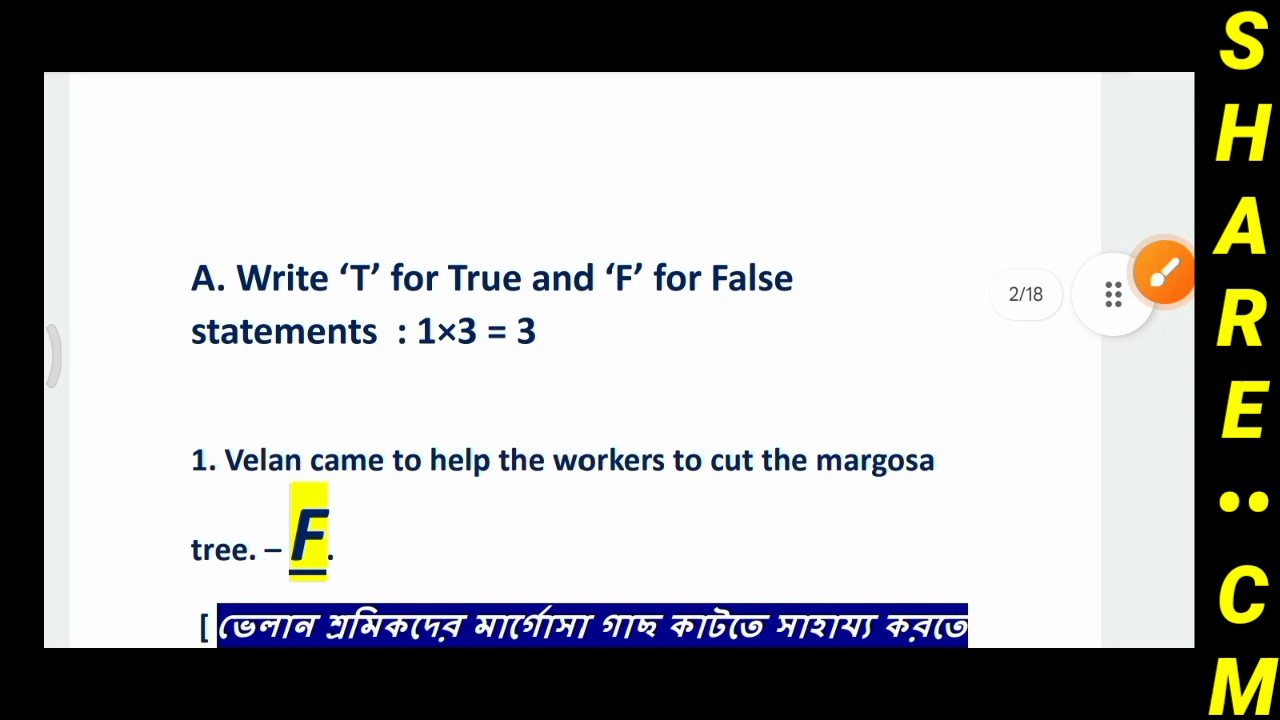 A. Write ‘T’ for True and ‘F’ for False
statements : 1×3 = 3
2/18
1. Velan came to help the workers to cut the margosa
tree. – F.
[ ভেলান শ্রমিকদের মার্গোসা গাছ কাটতে সাহায্য করতে
SHARE••CM